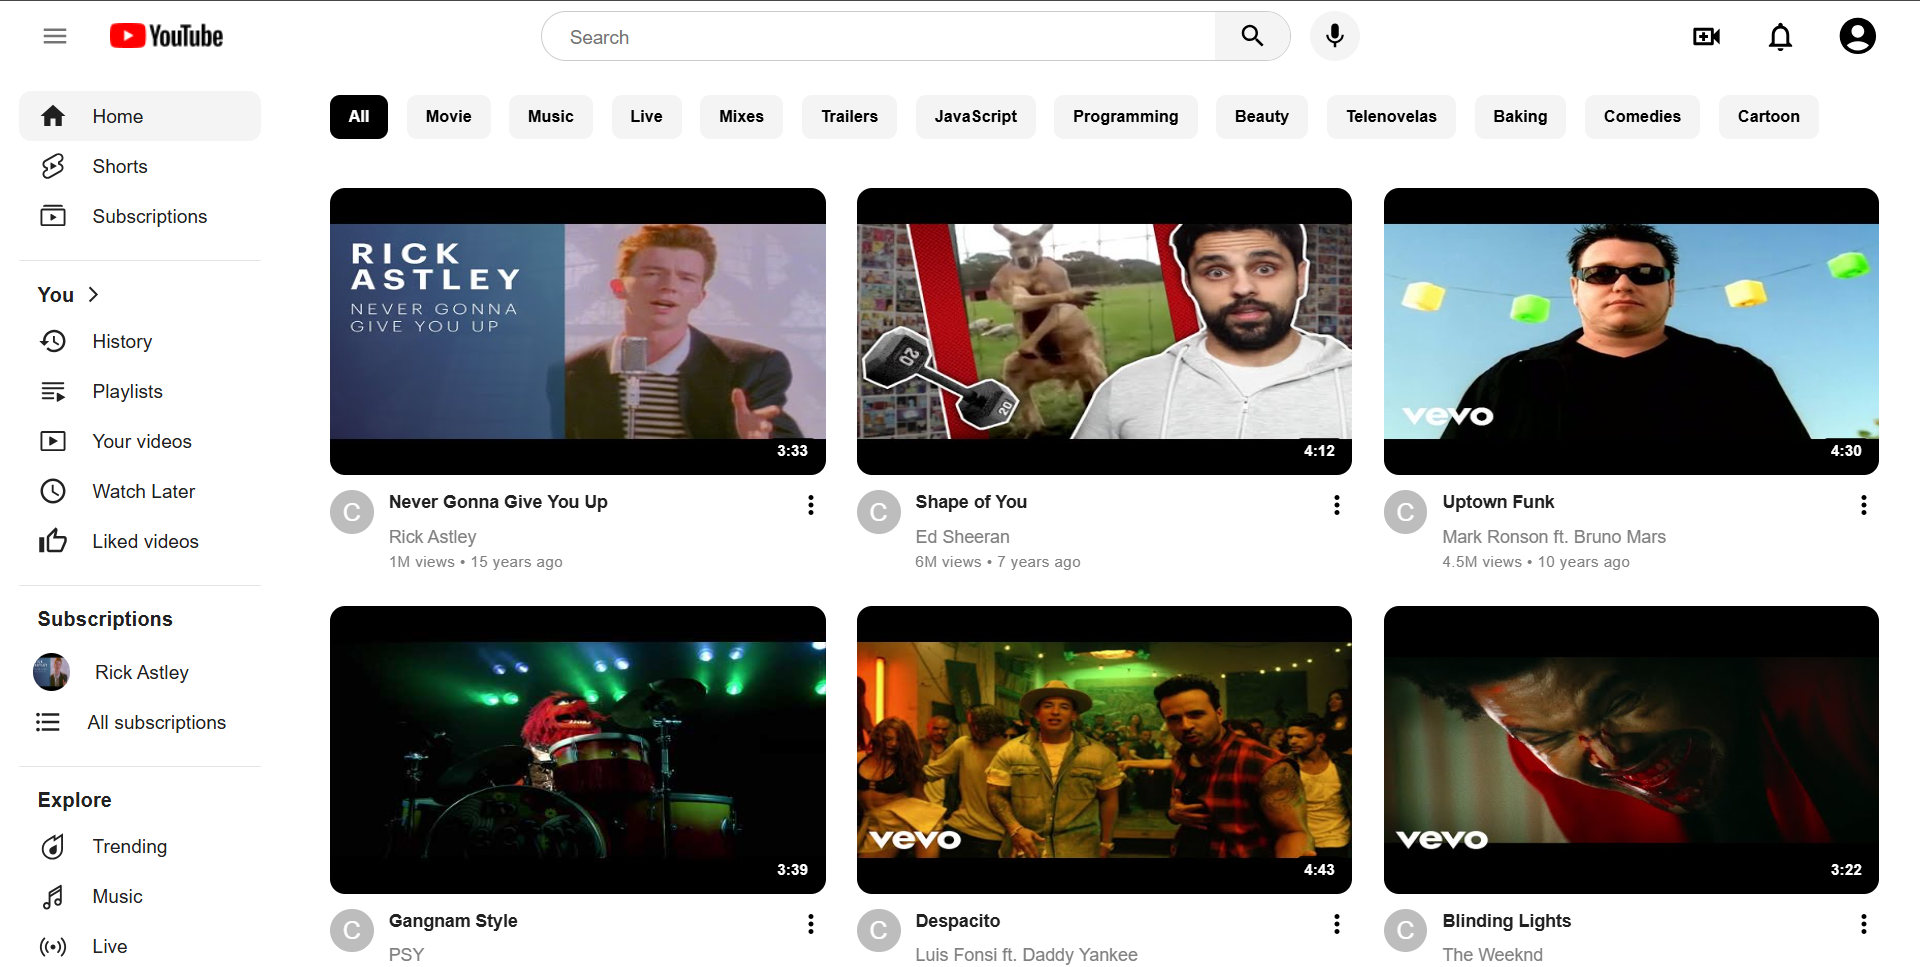 YouTube
Search
Home
Shorts
Subscriptions
You
History
Playlists
Your videos
Watch Later
Liked videos
Subscriptions
Rick Astley
All subscriptions
Explore
Trending
Music
Live
All
Movie
Music
Live
Mixes
Trailers
JavaScript
Programming
Beauty
Telenovelas
Baking
Comedies
Cartoon
RICK
ASTLEY
NEVER GONNA
GIVE YOU UP
3:33
C
Never Gonna Give You Up
Rick Astley
1M views • 15 years ago
20
20
4:12
C
Shape of You
Ed Sheeran
6M views • 7 years ago
vevo
4:30
C
Uptown Funk
Mark Ronson ft. Bruno Mars
4.5M views • 10 years ago
3:39
C
Gangnam Style
PSY
vevo
4:43
C
Despacito
Luis Fonsi ft. Daddy Yankee
vevo
3:22
C
Blinding Lights
The Weeknd